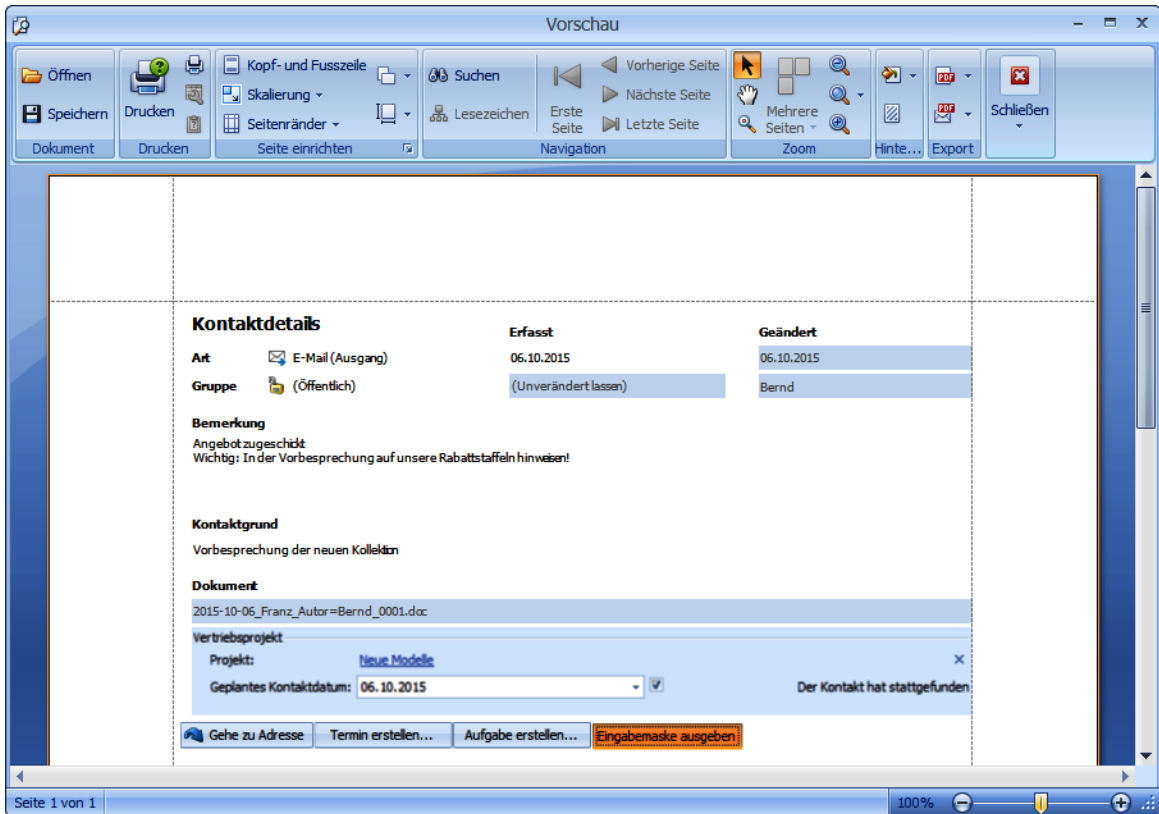 Vorschau
Öffnen
Speichern
Dokument
Drucken
Drucken
Kopf- und Fusszeile
Skalierung
Seitenränder
Seite einrichten
Suchen
Lesezeichen
Erste Seite
Vorherige Seite
Nächste Seite
Letzte Seite
Navigation
Mehrere Seiten
Zoom
Hinte...
PDF
PDF
Export
Schließen
Kontaktdetails Erfasst Geändert
Art E-Mail (Ausgang) 06.10.2015 06.10.2015
Gruppe (Öffentlich) (Unverändert lassen) Bernd
Bemerkung
Angebot zugeschickt
Wichtig: In der Vorbesprechung auf unsere Rabattstaffeln hinweisen!
Kontaktgrund
Vorbesprechung der neuen Kollektion
Dokument
2015-10-06_Franz_Autor=Bernd_0001.doc
Vertriebsprojekt
Projekt: Neue Modelle
Geplantes Kontaktdatum: 06.10.2015 Der Kontakt hat stattgefunden
Gehe zu Adresse Termin erstellen... Aufgabe erstellen... Eingabemaske ausgeben
Seite 1 von 1 100%